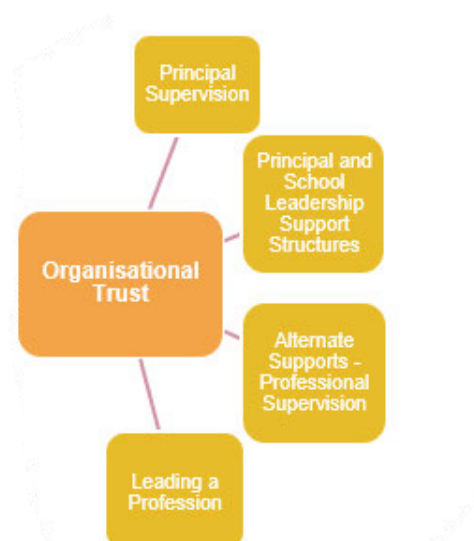 Principal
Supervision
Principal and
School
Leadership
Support
Structures
Organisational
Trust
Alternate
Supports -
Professional
Supervision
Leading a
Profession